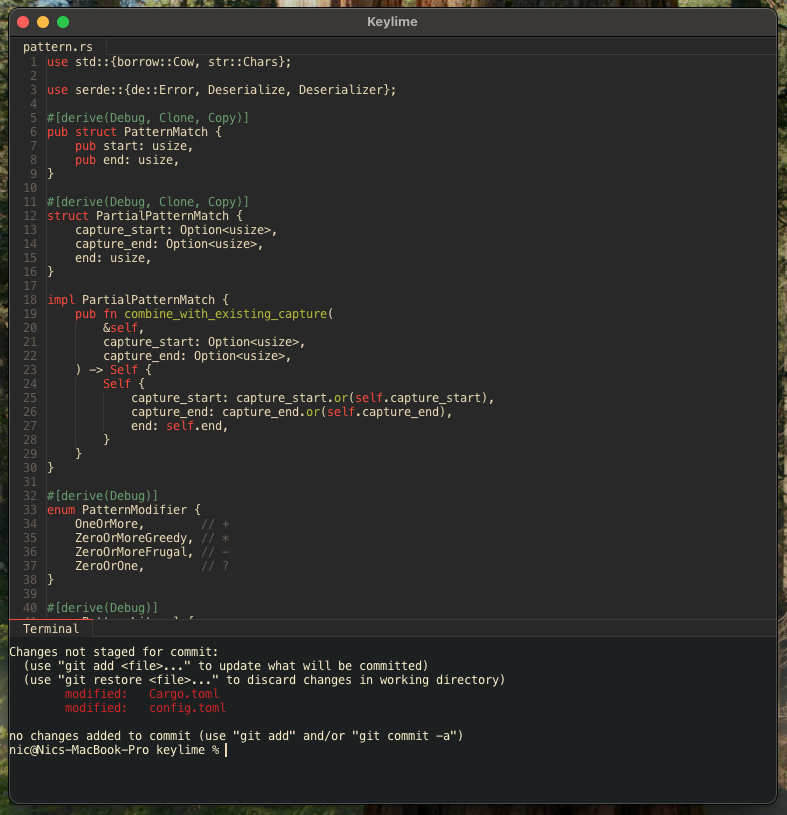 Keylime
pattern.rs
1 use std::{borrow::Cow, str::Chars};
2
3 use serde::{de::Error, Deserialize, Deserializer};
4
5 #[derive(Debug, Clone, Copy)]
6 pub struct PatternMatch {
7     pub start: usize,
8     pub end: usize,
9 }
10
11 #[derive(Debug, Clone, Copy)]
12 struct PartialPatternMatch {
13     capture_start: Option<usize>,
14     capture_end: Option<usize>,
15     end: usize,
16 }
17
18 impl PartialPatternMatch {
19     pub fn combine_with_existing_capture(
20         &self,
21         capture_start: Option<usize>,
22         capture_end: Option<usize>,
23     ) -> Self {
24         Self {
25             capture_start: capture_start.or(self.capture_start),
26             capture_end: capture_end.or(self.capture_end),
27             end: self.end,
28         }
29     }
30 }
31
32 #[derive(Debug)]
33 enum PatternModifier {
34     OneOrMore,        // +
35     ZeroOrMoreGreedy, // *
36     ZeroOrMoreFrugal, // -
37     ZeroOrOne,        // ?
38 }
39
40 #[derive(Debug)]
Terminal
Changes not staged for commit:
  (use "git add <file>..." to update what will be committed)
  (use "git restore <file>..." to discard changes in working directory)
        modified:   Cargo.toml
        modified:   config.toml

no changes added to commit (use "git add" and/or "git commit -a")
nic@Nics-MacBook-Pro keylime %